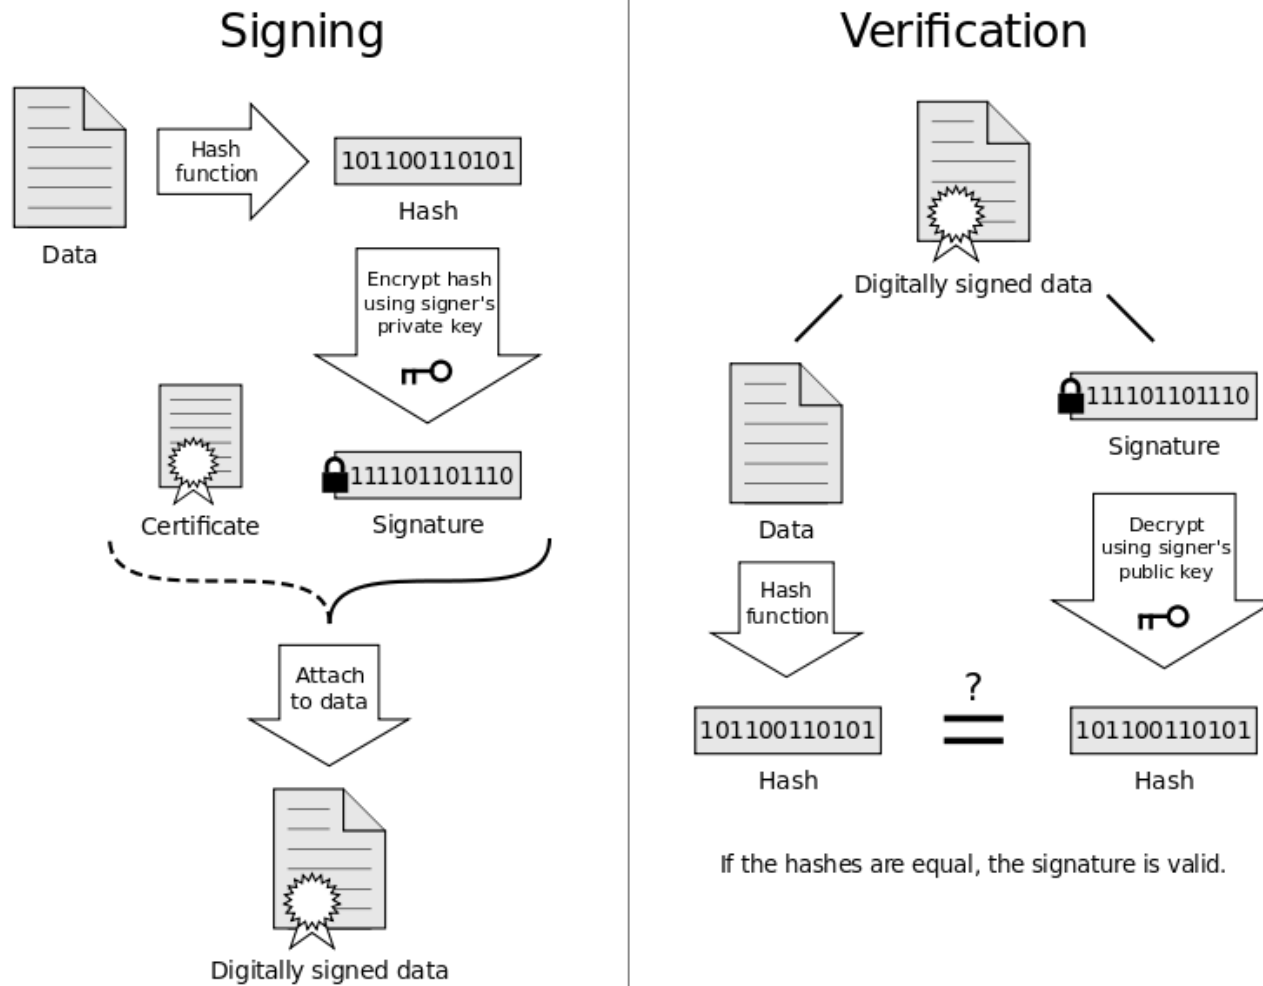 Signing
Data
Hash
function
101100110101
Hash
Encrypt hash
using signer's
private key
Certificate
111101101110
Signature
Attach
to data
Digitally signed data
Verification
Digitally signed data
Data
111101101110
Signature
Hash
function
Decrypt
using signer's
public key
101100110101
Hash
?
=
101100110101
Hash
If the hashes are equal, the signature is valid.